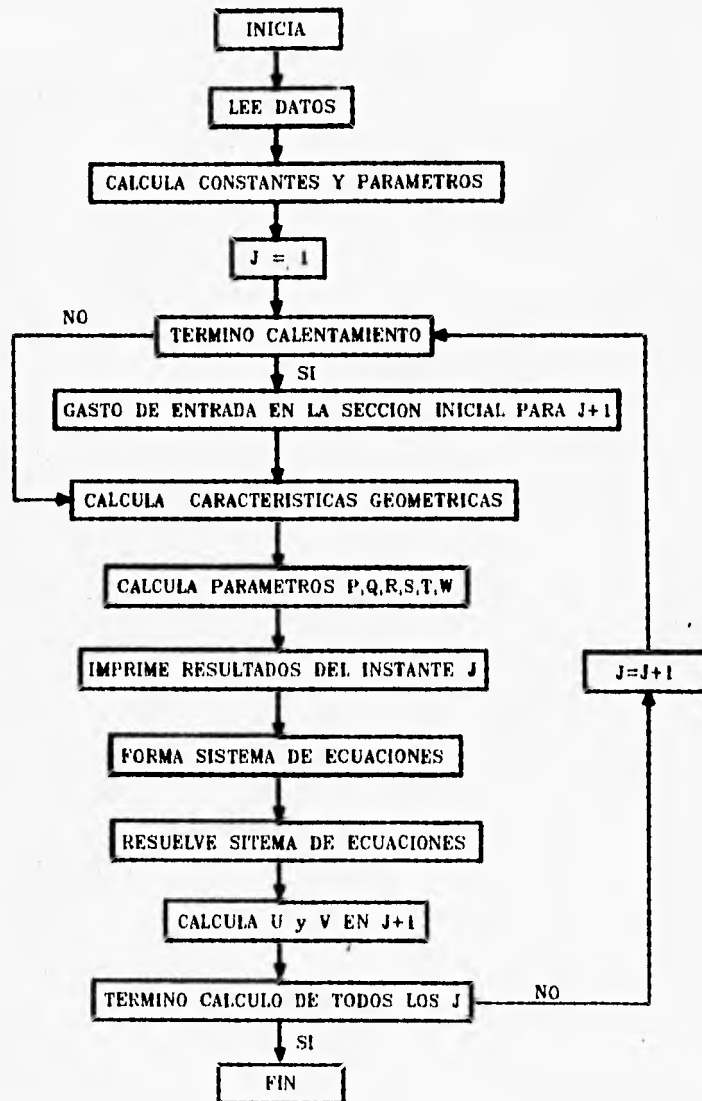 INICIA
LEE DATOS
CALCULA CONSTANTES Y PARAMETROS
J = 1
NO
TERMINO CALENTAMIENTO
SI
GASTO DE ENTRADA EN LA SECCION INICIAL PARA J+1
CALCULA CARACTERISTICAS GEOMETRICAS
CALCULA PARAMETROS P,Q,R,S,T,W
IMPRIME RESULTADOS DEL INSTANTE J
J=J+1
FORMA SISTEMA DE ECUACIONES
RESUELVE SITEMA DE ECUACIONES
CALCULA U y V EN J+1
TERMINO CALCULO DE TODOS LOS J
NO
SI
FIN